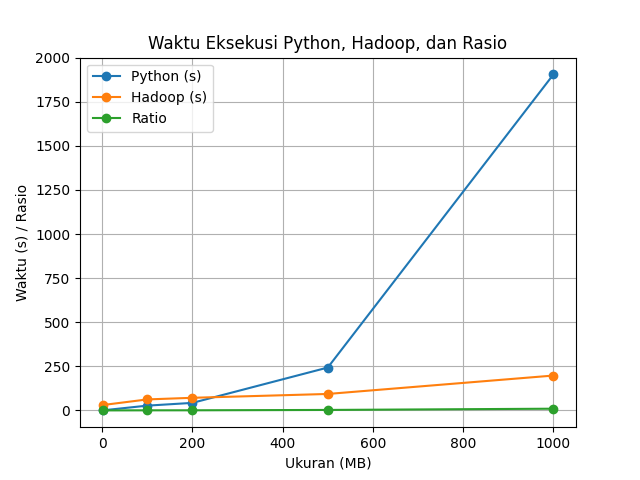 Waktu Eksekusi Python, Hadoop, dan Rasio
Python (s)
Hadoop (s)
Ratio
Waktu (s) / Rasio
2000
1750
1500
1250
1000
750
500
250
0
0 200 400 600 800 1000
Ukuran (MB)